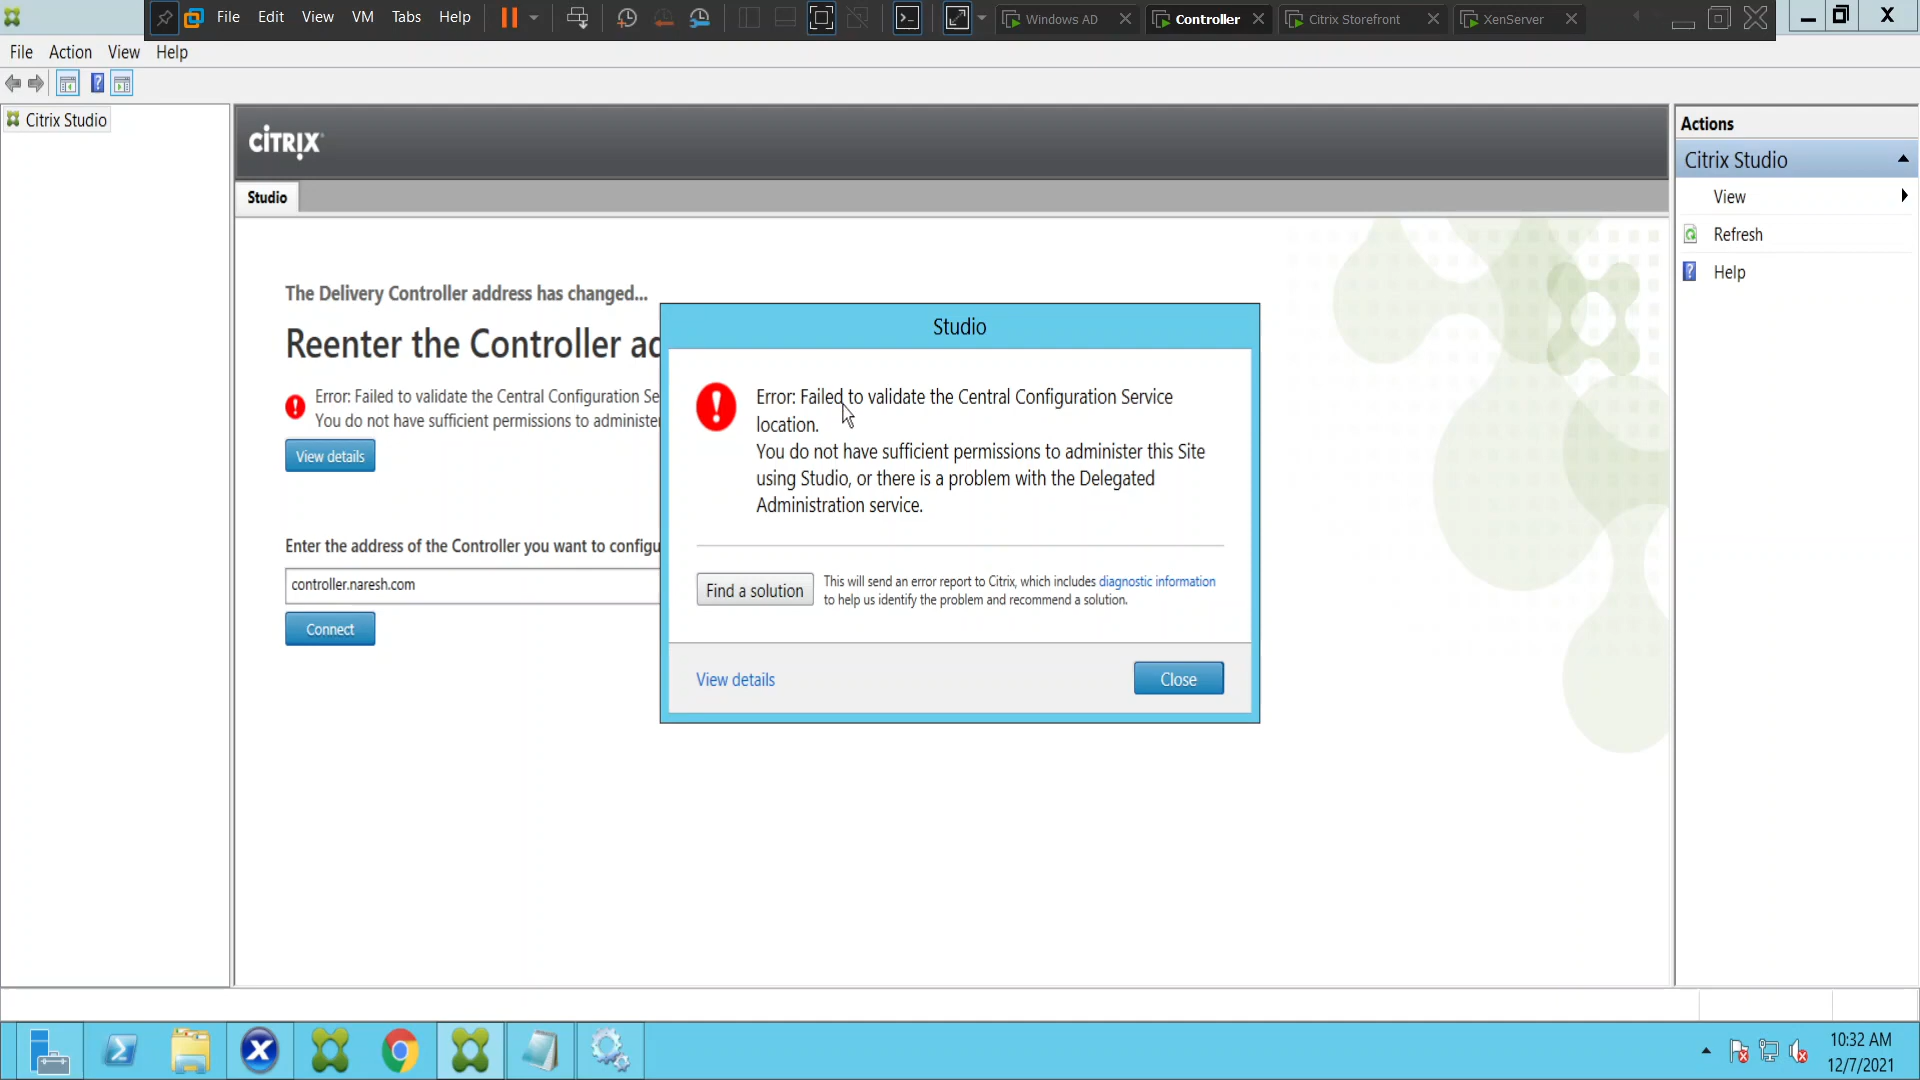 File Edit View VM Tabs Help
Windows AD
Controller
Citrix Storefront
XenServer
File Action View Help
Citrix Studio
CİTRIX
Actions
Citrix Studio
View
Refresh
Help
Studio
The Delivery Controller address has changed...
Reenter the Controller ad
Error: Failed to validate the Central Configuration Se
You do not have sufficient permissions to administer
View details
Enter the address of the Controller you want to configu
controller.naresh.com
Connect
Studio
Error: Failed to validate the Central Configuration Service
location.
You do not have sufficient permissions to administer this Site
using Studio, or there is a problem with the Delegated
Administration service.
Find a solution
This will send an error report to Citrix, which includes diagnostic information
to help us identify the problem and recommend a solution.
View details
Close
10:32 AM
12/7/2021